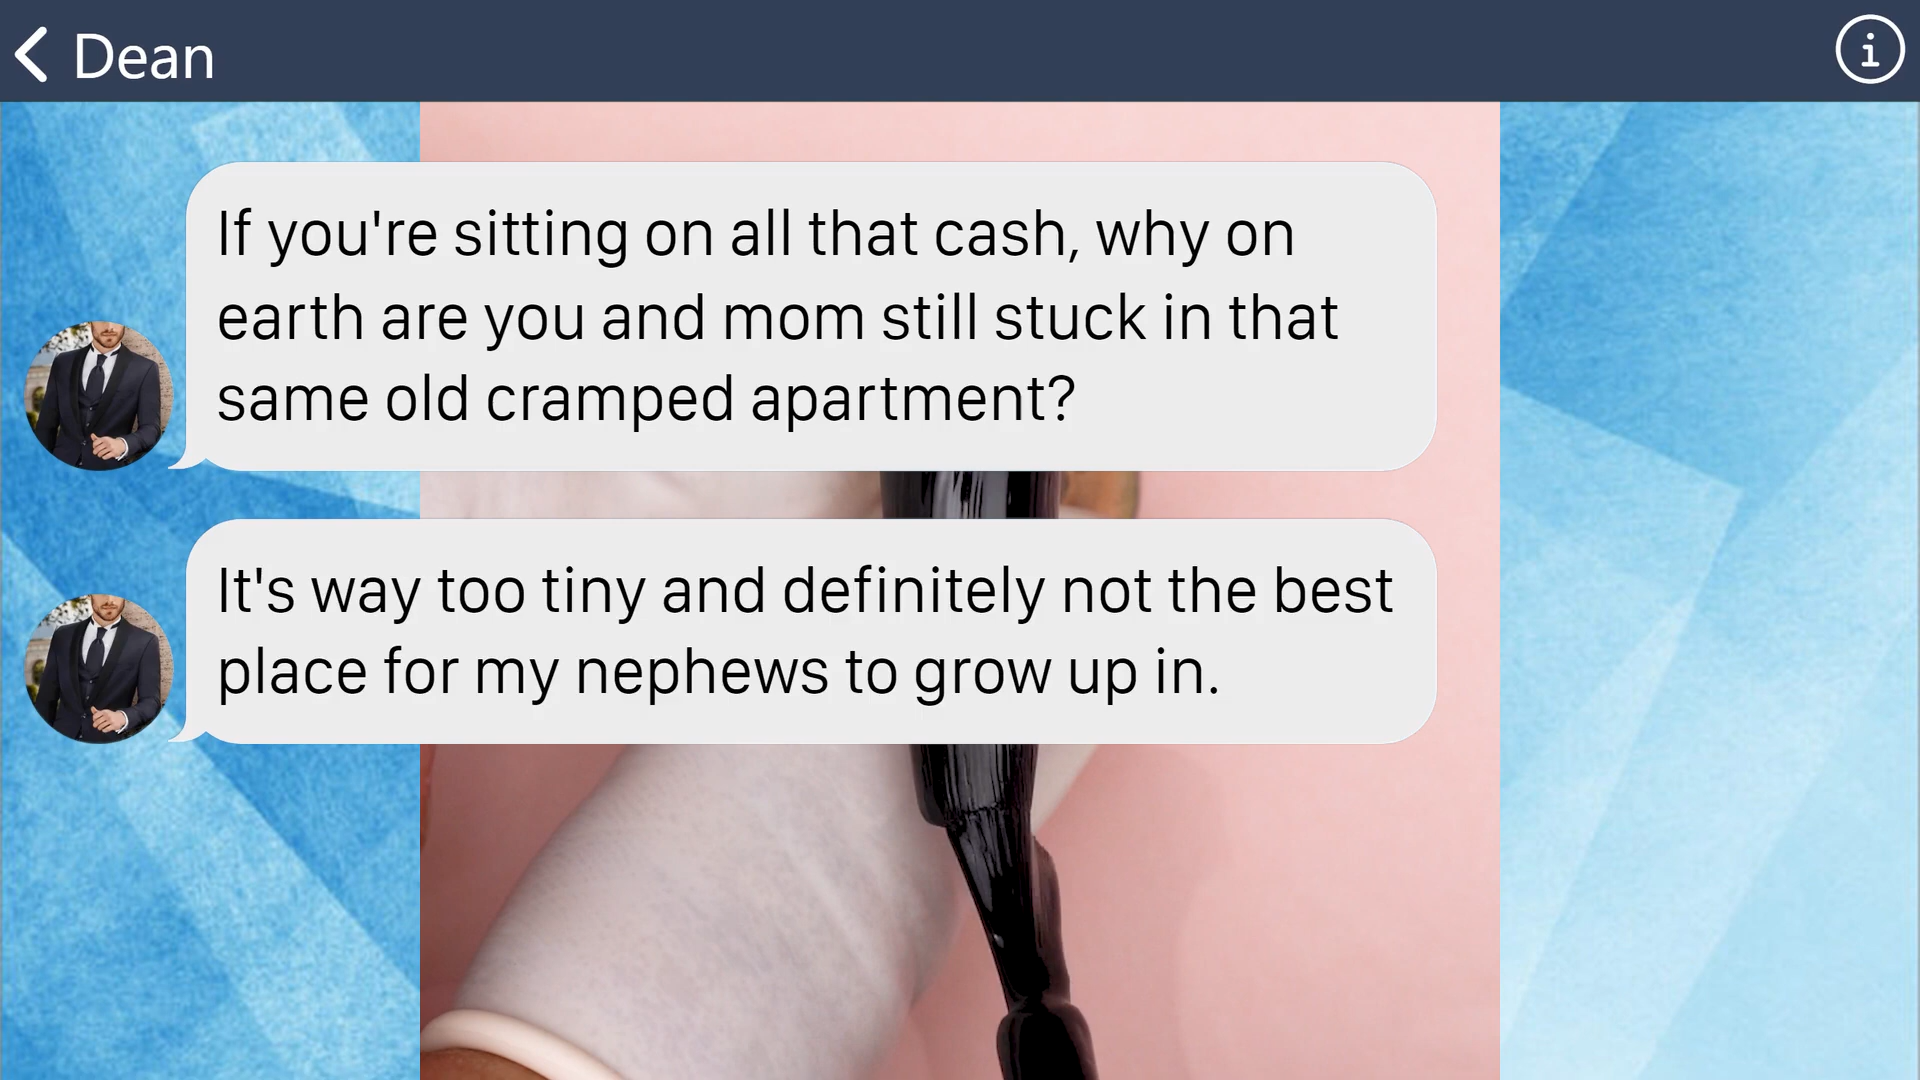 Dean
If you're sitting on all that cash, why on
earth are you and mom still stuck in that
same old cramped apartment?
It's way too tiny and definitely not the best
place for my nephews to grow up in.